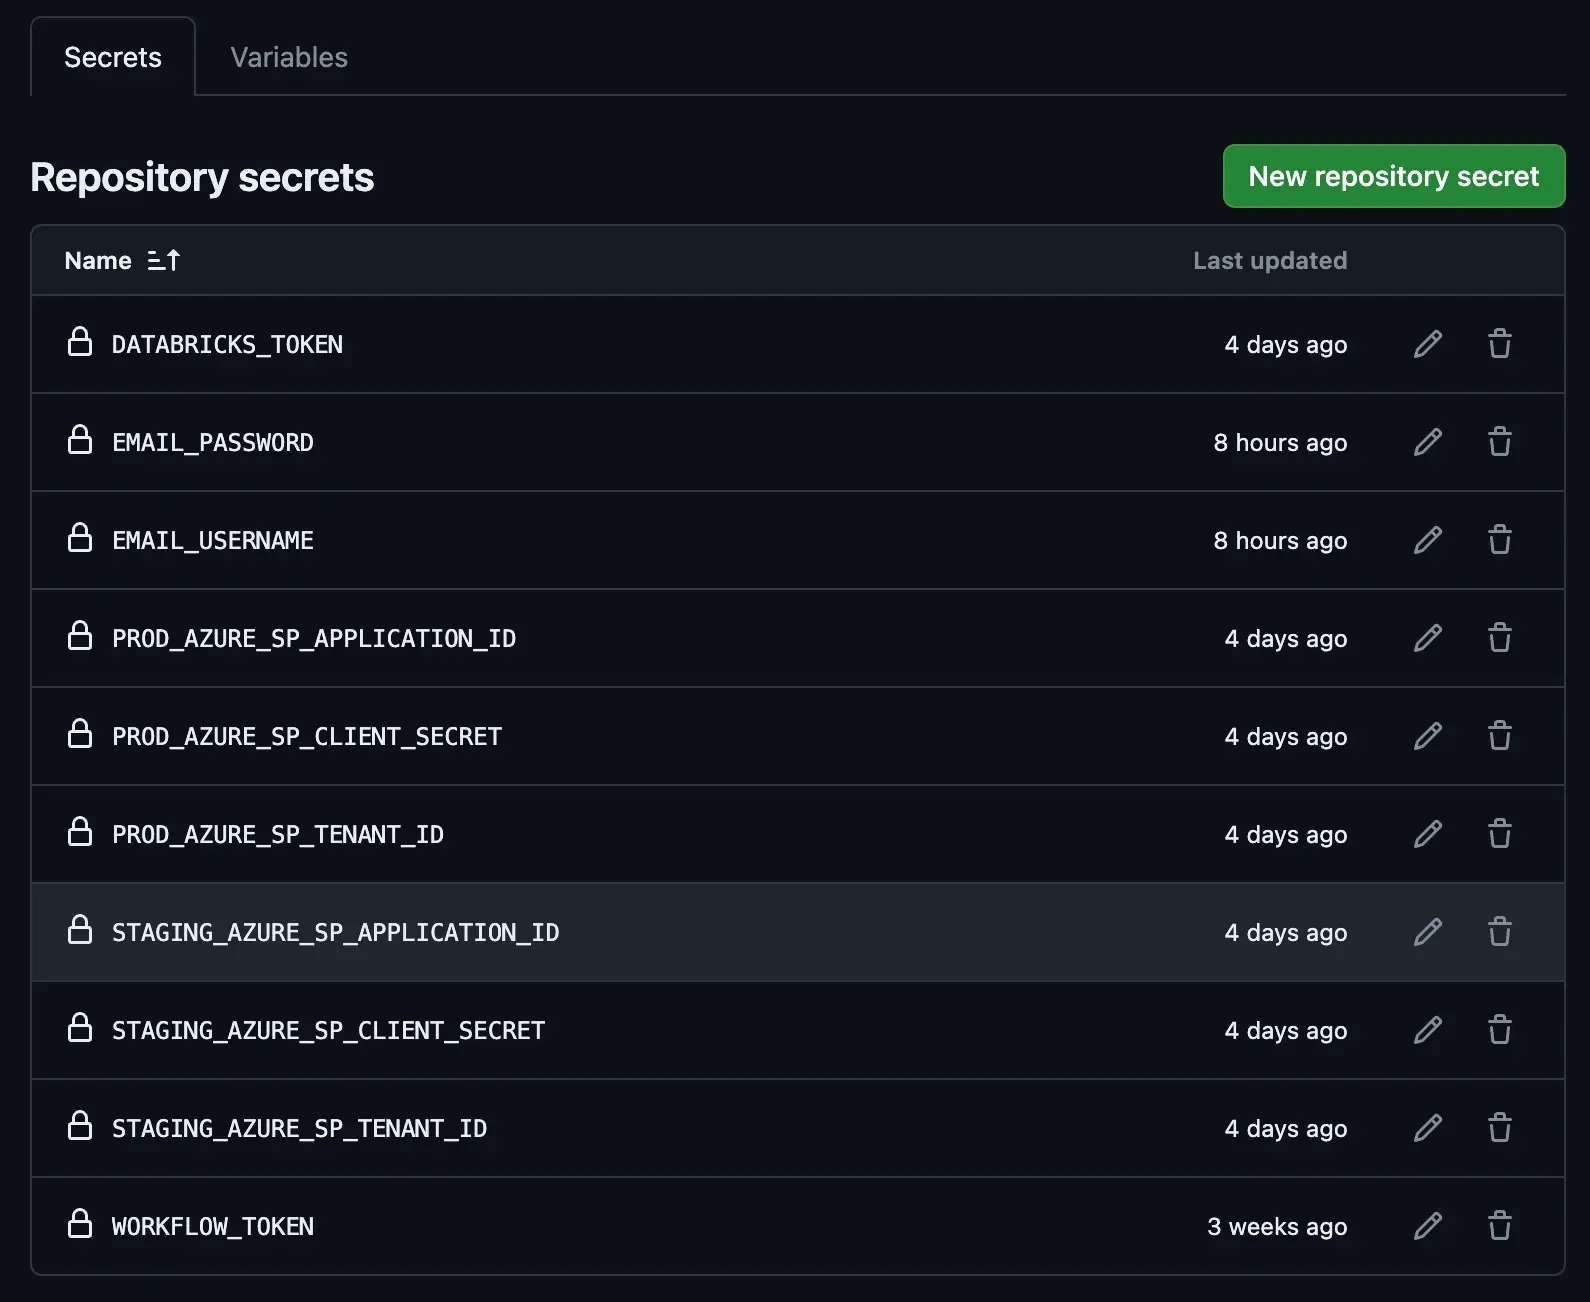 Secrets Variables
Repository secrets New repository secret
Name Last updated
DATABRICKS_TOKEN 4 days ago
EMAIL_PASSWORD 8 hours ago
EMAIL_USERNAME 8 hours ago
PROD_AZURE_SP_APPLICATION_ID 4 days ago
PROD_AZURE_SP_CLIENT_SECRET 4 days ago
PROD_AZURE_SP_TENANT_ID 4 days ago
STAGING_AZURE_SP_APPLICATION_ID 4 days ago
STAGING_AZURE_SP_CLIENT_SECRET 4 days ago
STAGING_AZURE_SP_TENANT_ID 4 days ago
WORKFLOW_TOKEN 3 weeks ago